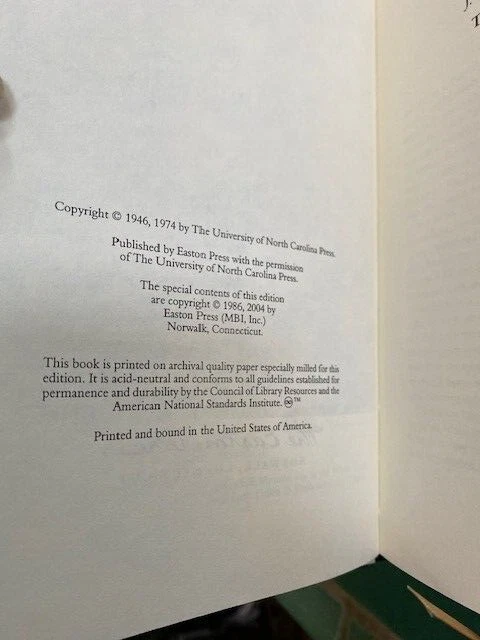 Copyright © 1946, 1974 by The University of North Carolina Press.
Published by Easton Press with the permission
of The University of North Carolina Press.
The special contents of this edition
are copyright © 1986, 2004 by
Easton Press (MBI, Inc.)
Norwalk, Connecticut.
This book is printed on archival quality paper especially milled for this
edition. It is acid-neutral and conforms to all guidelines established for
permanence and durability by the Council of Library Resources and the
American National Standards Institute. ♾™
Printed and bound in the United States of America.